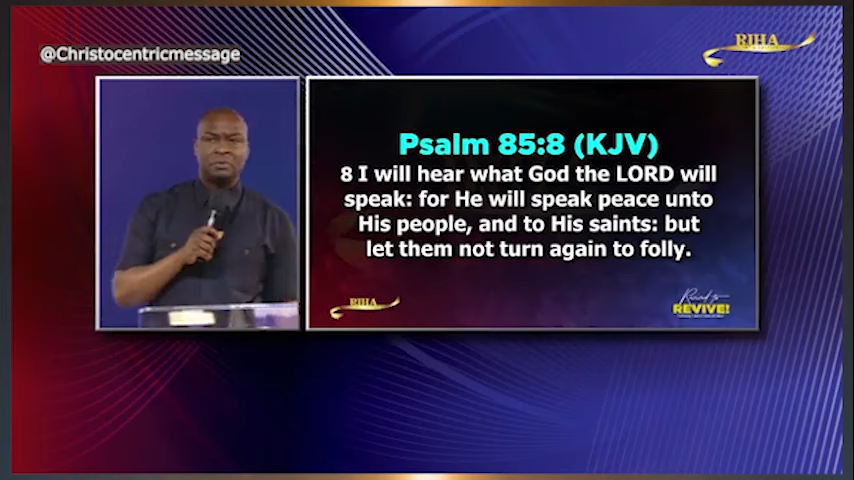 @Christocentricmessage
RIHA
Psalm 85:8 (KJV)
8 I will hear what God the LORD will
speak: for He will speak peace unto
His people, and to His saints: but
let them not turn again to folly.
RIHA
REVIVE!